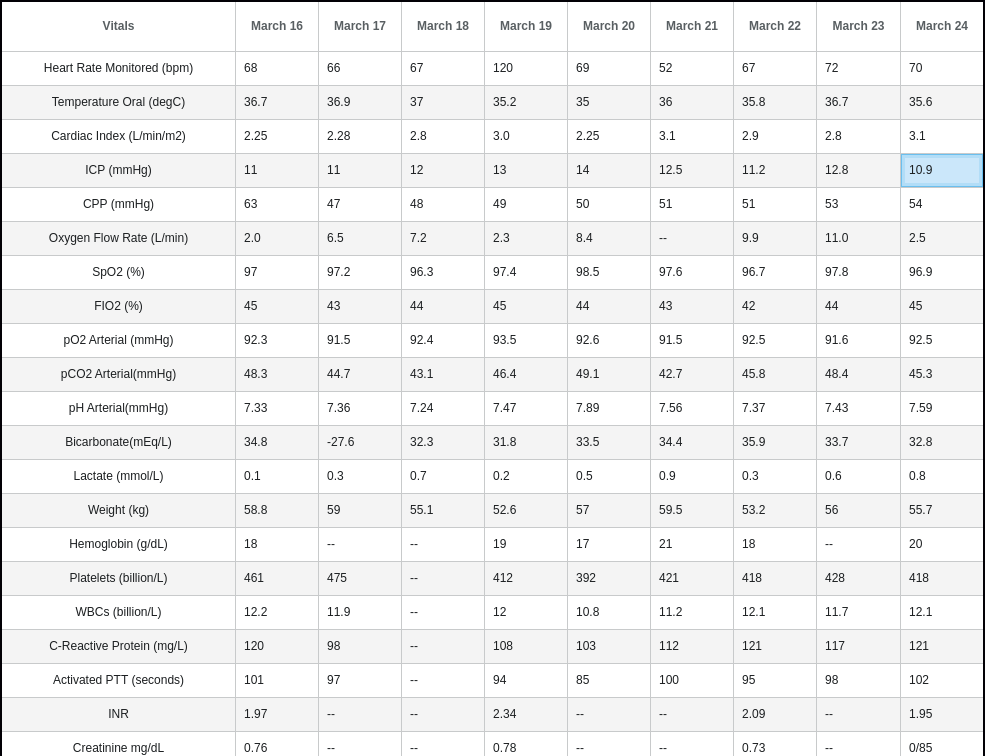 Vitals March 16 March 17 March 18 March 19 March 20 March 21 March 22 March 23 March 24
Heart Rate Monitored (bpm) 68 66 67 120 69 52 67 72 70
Temperature Oral (degC) 36.7 36.9 37 35.2 35 36 35.8 36.7 35.6
Cardiac Index (L/min/m2) 2.25 2.28 2.8 3.0 2.25 3.1 2.9 2.8 3.1
ICP (mmHg) 11 11 12 13 14 12.5 11.2 12.8 10.9
CPP (mmHg) 63 47 48 49 50 51 51 53 54
Oxygen Flow Rate (L/min) 2.0 6.5 7.2 2.3 8.4 -- 9.9 11.0 2.5
SpO2 (%) 97 97.2 96.3 97.4 98.5 97.6 96.7 97.8 96.9
FIO2 (%) 45 43 44 45 44 43 42 44 45
pO2 Arterial (mmHg) 92.3 91.5 92.4 93.5 92.6 91.5 92.5 91.6 92.5
pCO2 Arterial(mmHg) 48.3 44.7 43.1 46.4 49.1 42.7 45.8 48.4 45.3
pH Arterial(mmHg) 7.33 7.36 7.24 7.47 7.89 7.56 7.37 7.43 7.59
Bicarbonate(mEq/L) 34.8 -27.6 32.3 31.8 33.5 34.4 35.9 33.7 32.8
Lactate (mmol/L) 0.1 0.3 0.7 0.2 0.5 0.9 0.3 0.6 0.8
Weight (kg) 58.8 59 55.1 52.6 57 59.5 53.2 56 55.7
Hemoglobin (g/dL) 18 -- -- 19 17 21 18 -- 20
Platelets (billion/L) 461 475 -- 412 392 421 418 428 418
WBCs (billion/L) 12.2 11.9 -- 12 10.8 11.2 12.1 11.7 12.1
C-Reactive Protein (mg/L) 120 98 -- 108 103 112 121 117 121
Activated PTT (seconds) 101 97 -- 94 85 100 95 98 102
INR 1.97 -- -- 2.34 -- -- 2.09 -- 1.95
Creatinine mg/dL 0.76 -- -- 0.78 -- -- 0.73 -- 0/85